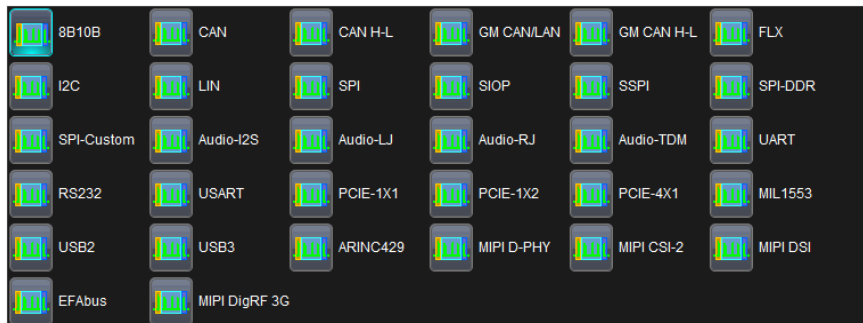 8B10B CAN CAN H-L GM CAN/LAN GM CAN H-L FLX
I2C LIN SPI SIOP SSPI SPI-DDR
SPI-Custom Audio-I2S Audio-LJ Audio-RJ Audio-TDM UART
RS232 USART PCIE-1X1 PCIE-1X2 PCIE-4X1 MIL1553
USB2 USB3 ARINC429 MIPI D-PHY MIPI CSI-2 MIPI DSI
EFAbus MIPI DigRF 3G